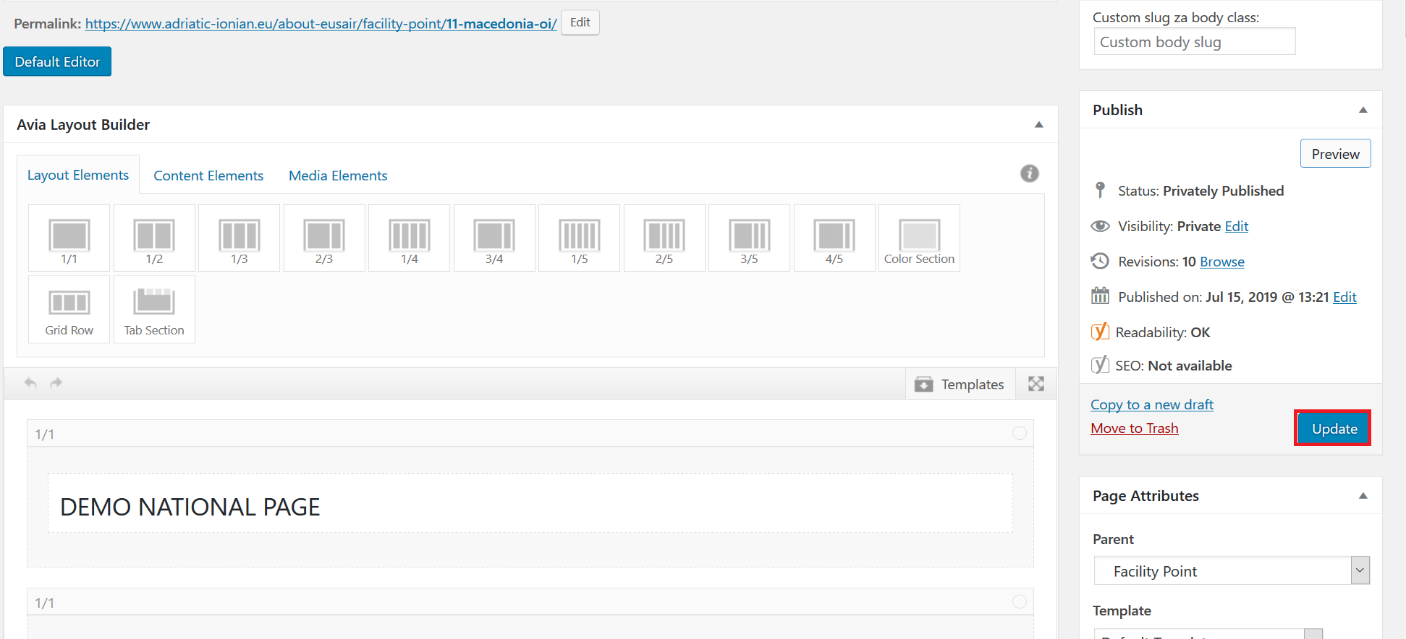 Permalink: https://www.adriatic-ionian.eu/about-eusair/facility-point/11-macedonia-oi/ Edit
Default Editor
Avia Layout Builder
Layout Elements Content Elements Media Elements
1/1 1/2 1/3 2/3 1/4 3/4 1/5 2/5 3/5 4/5 Color Section
Grid Row Tab Section
Templates
1/1
DEMO NATIONAL PAGE
1/1
Custom slug za body class:
Custom body slug
Publish
Preview
Status: Privately Published
Visibility: Private Edit
Revisions: 10 Browse
Published on: Jul 15, 2019 @ 13:21 Edit
Readability: OK
SEO: Not available
Copy to a new draft
Move to Trash
Update
Page Attributes
Parent
Facility Point
Template